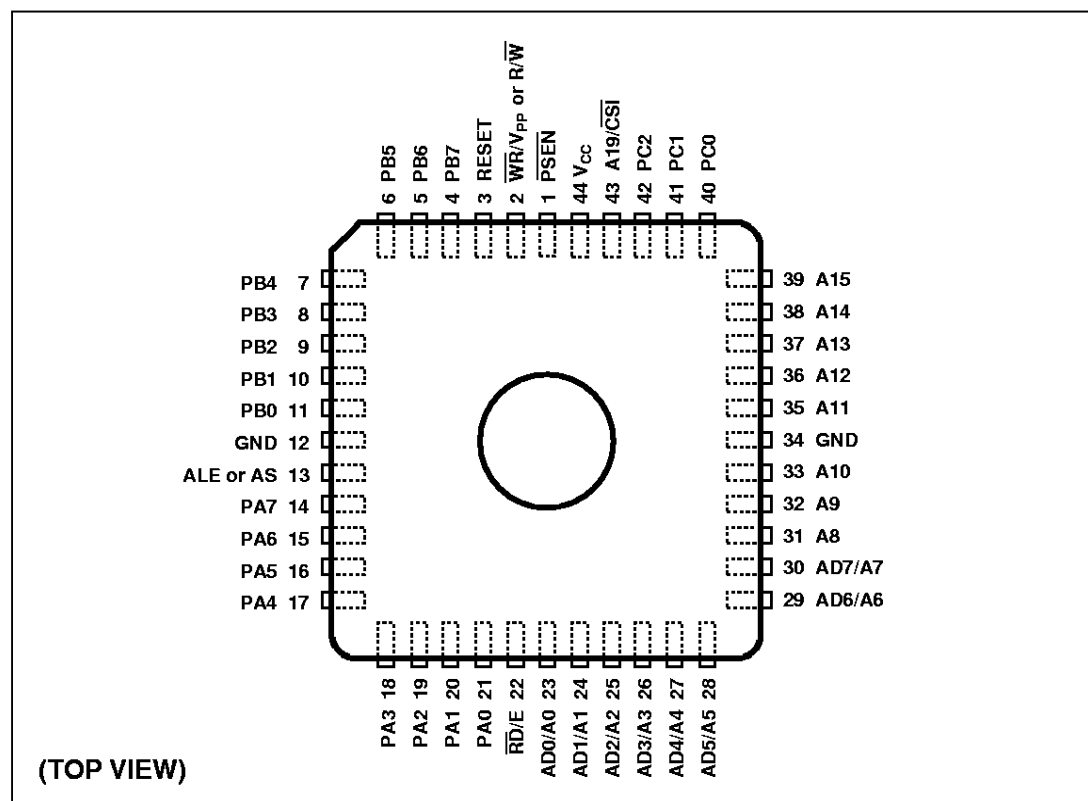 6 PB5
5 PB6
4 PB7
3 RESET
2 W̅R̅/VPP or R/W̅
1 P̅S̅E̅N̅
44 VCC
43 A19/C̅S̅I̅
42 PC2
41 PC1
40 PC0
PB4 7
PB3 8
PB2 9
PB1 10
PB0 11
GND 12
ALE or AS 13
PA7 14
PA6 15
PA5 16
PA4 17
39 A15
38 A14
37 A13
36 A12
35 A11
34 GND
33 A10
32 A9
31 A8
30 AD7/A7
29 AD6/A6
PA3 18
PA2 19
PA1 20
PA0 21
R̅D̅/E 22
AD0/A0 23
AD1/A1 24
AD2/A2 25
AD3/A3 26
AD4/A4 27
AD5/A5 28
(TOP VIEW)